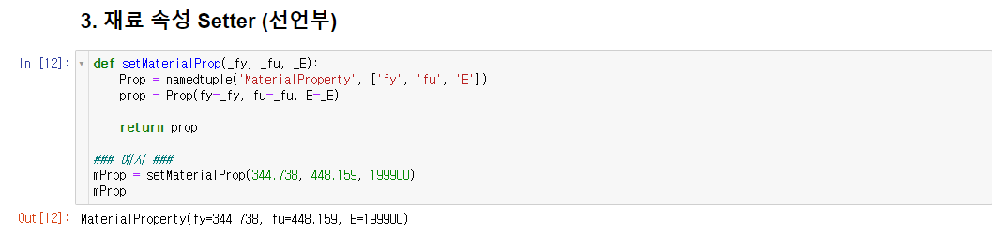 3. 재료 속성 Setter (선언부)
In [12]: def setMaterialProp(_fy, _fu, _E):
Prop = namedtuple('MaterialProperty', ['fy', 'fu', 'E'])
prop = Prop(fy=_fy, fu=_fu, E=_E)
return prop
### 예시 ###
mProp = setMaterialProp(344.738, 448.159, 199900)
mProp
Out[12]: MaterialProperty(fy=344.738, fu=448.159, E=199900)